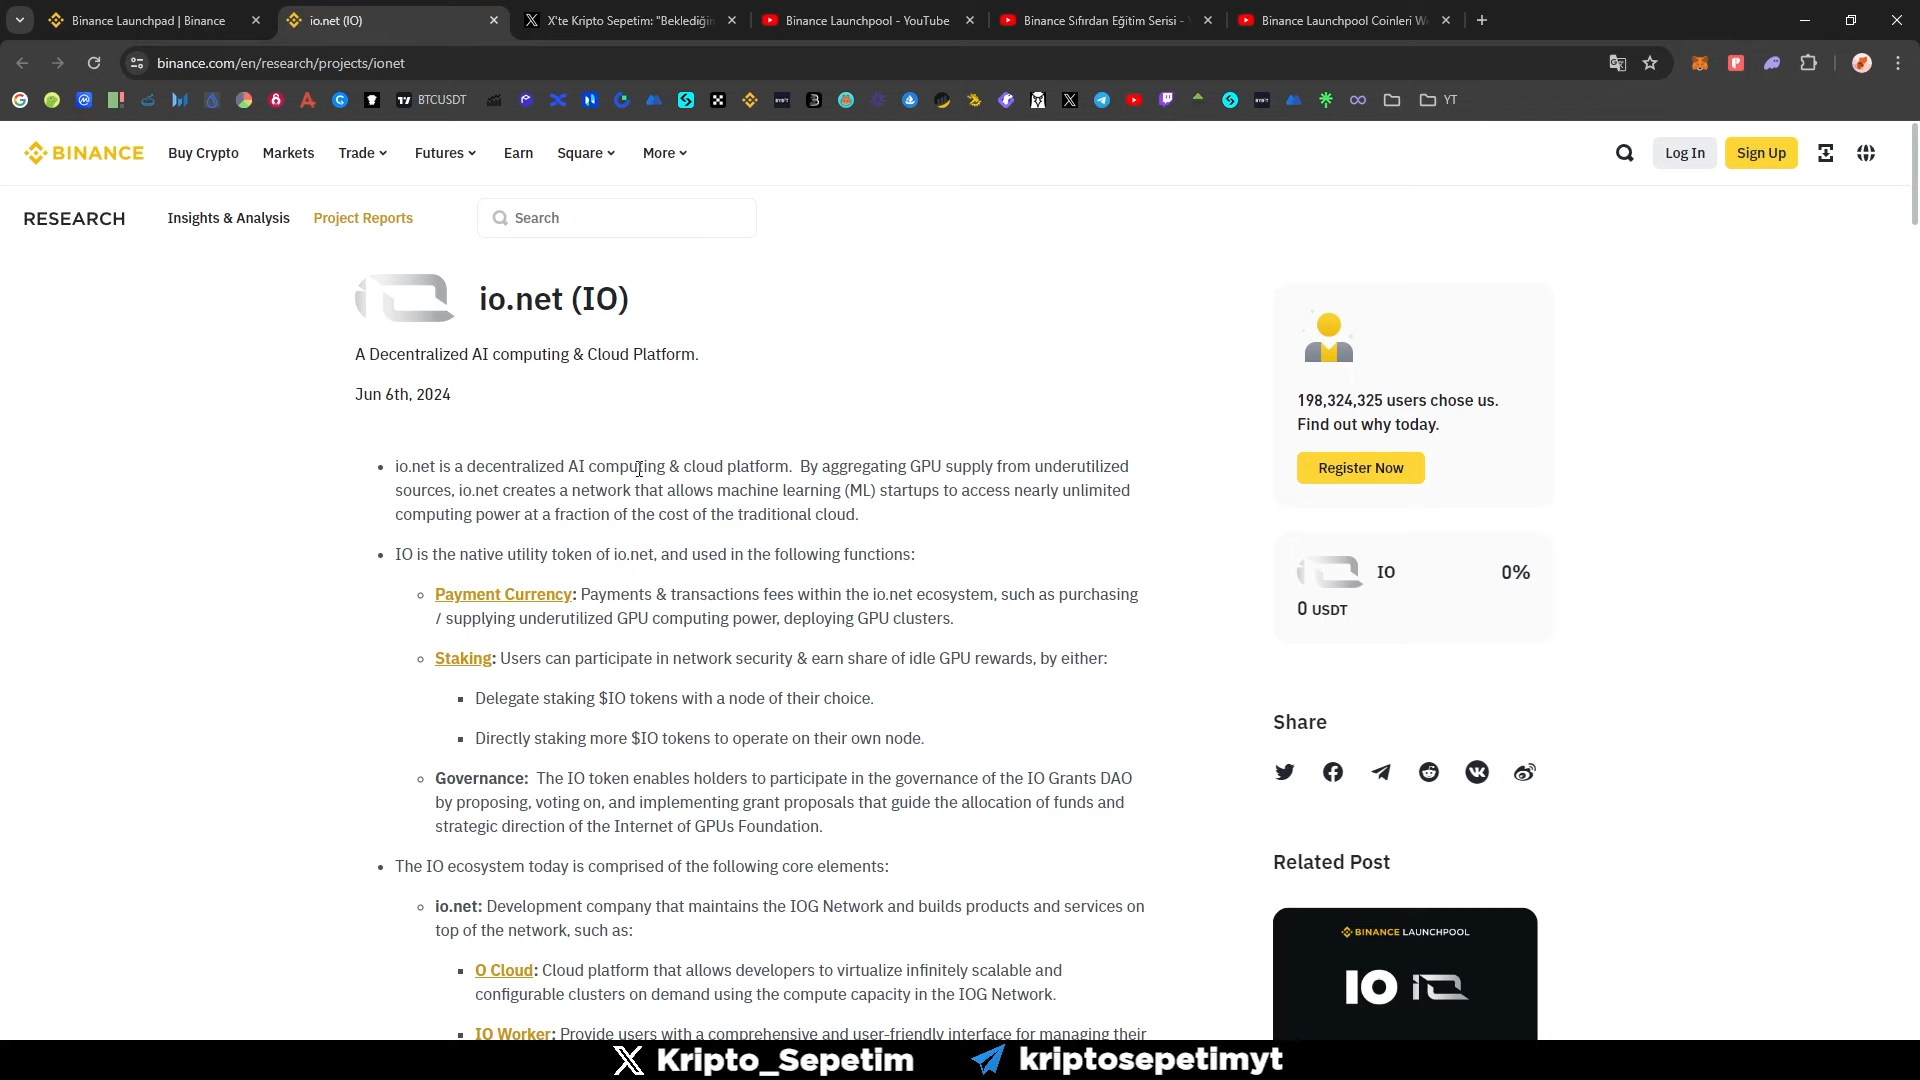 Binance Launchpad | Binance
io.net (IO)
X'te Kripto Sepetim: "Beklediğin
Binance Launchpool - YouTube
Binance Sıfırdan Eğitim Serisi -
Binance Launchpool Coinleri
binance.com/en/research/projects/ionet
BTCUSDT
YT
BINANCE
Buy Crypto
Markets
Trade
Futures
Earn
Square
More
Log In
Sign Up
RESEARCH
Insights & Analysis
Project Reports
Search
io.net (IO)
A Decentralized AI computing & Cloud Platform.
Jun 6th, 2024
io.net is a decentralized AI computing & cloud platform. By aggregating GPU supply from underutilized
sources, io.net creates a network that allows machine learning (ML) startups to access nearly unlimited
computing power at a fraction of the cost of the traditional cloud.
IO is the native utility token of io.net, and used in the following functions:
Payment Currency: Payments & transactions fees within the io.net ecosystem, such as purchasing
/ supplying underutilized GPU computing power, deploying GPU clusters.
Staking: Users can participate in network security & earn share of idle GPU rewards, by either:
Delegate staking $IO tokens with a node of their choice.
Directly staking more $IO tokens to operate on their own node.
Governance: The IO token enables holders to participate in the governance of the IO Grants DAO
by proposing, voting on, and implementing grant proposals that guide the allocation of funds and
strategic direction of the Internet of GPUs Foundation.
The IO ecosystem today is comprised of the following core elements:
io.net: Development company that maintains the IOG Network and builds products and services on
top of the network, such as:
O Cloud: Cloud platform that allows developers to virtualize infinitely scalable and
configurable clusters on demand using the compute capacity in the IOG Network.
IO Worker: Provide users with a comprehensive and user-friendly interface for managing their
198,324,325 users chose us.
Find out why today.
Register Now
IO
0%
0 USDT
Share
Related Post
BINANCE LAUNCHPOOL
IO
Kripto_Sepetim
kriptosepetimyt